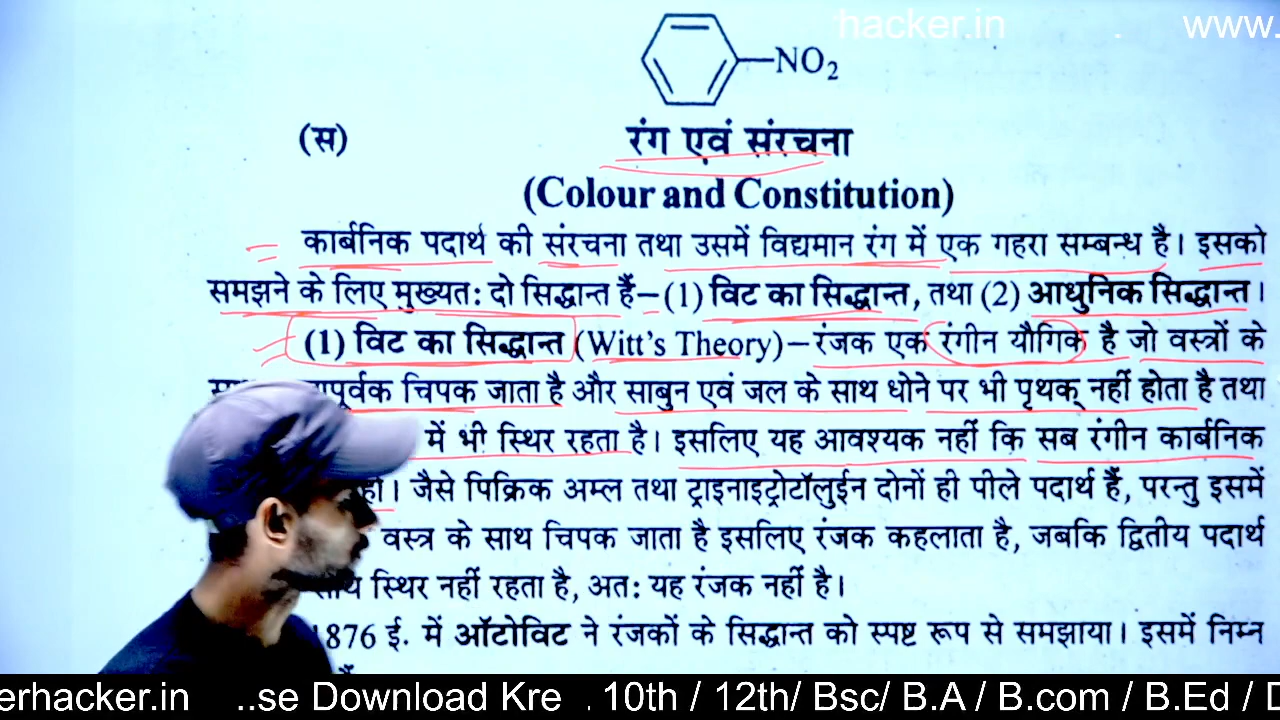 hacker.in . www.
NO2
(स) रंग एवं संरचना
(Colour and Constitution)
कार्बनिक पदार्थ की संरचना तथा उसमें विद्यमान रंग में एक गहरा सम्बन्ध है। इसको
समझने के लिए मुख्यत: दो सिद्धान्त हैं–(1) विट का सिद्धान्त, तथा (2) आधुनिक सिद्धान्त।
(1) विट का सिद्धान्त (Witt's Theory)–रंजक एक रंगीन यौगिक है जो वस्त्रों के
चिपक जाता है और साबुन एवं जल के साथ धोने पर भी पृथक् नहीं होता है तथा
में भी स्थिर रहता है। इसलिए यह आवश्यक नहीं कि सब रंगीन कार्बनिक
जैसे पिक्रिक अम्ल तथा ट्राइनाइट्रोटॉलुईन दोनों ही पीले पदार्थ हैं, परन्तु इसमें
वस्त्र के साथ चिपक जाता है इसलिए रंजक कहलाता है, जबकि द्वितीय पदार्थ
स्थिर नहीं रहता है, अत: यह रंजक नहीं है।
1876 ई. में ऑटोविट ने रंजकों के सिद्धान्त को स्पष्ट रूप से समझाया। इसमें निम्न
erhacker.in ..se Download Kre . 10th / 12th/ Bsc/ B.A / B.com / B.Ed / D